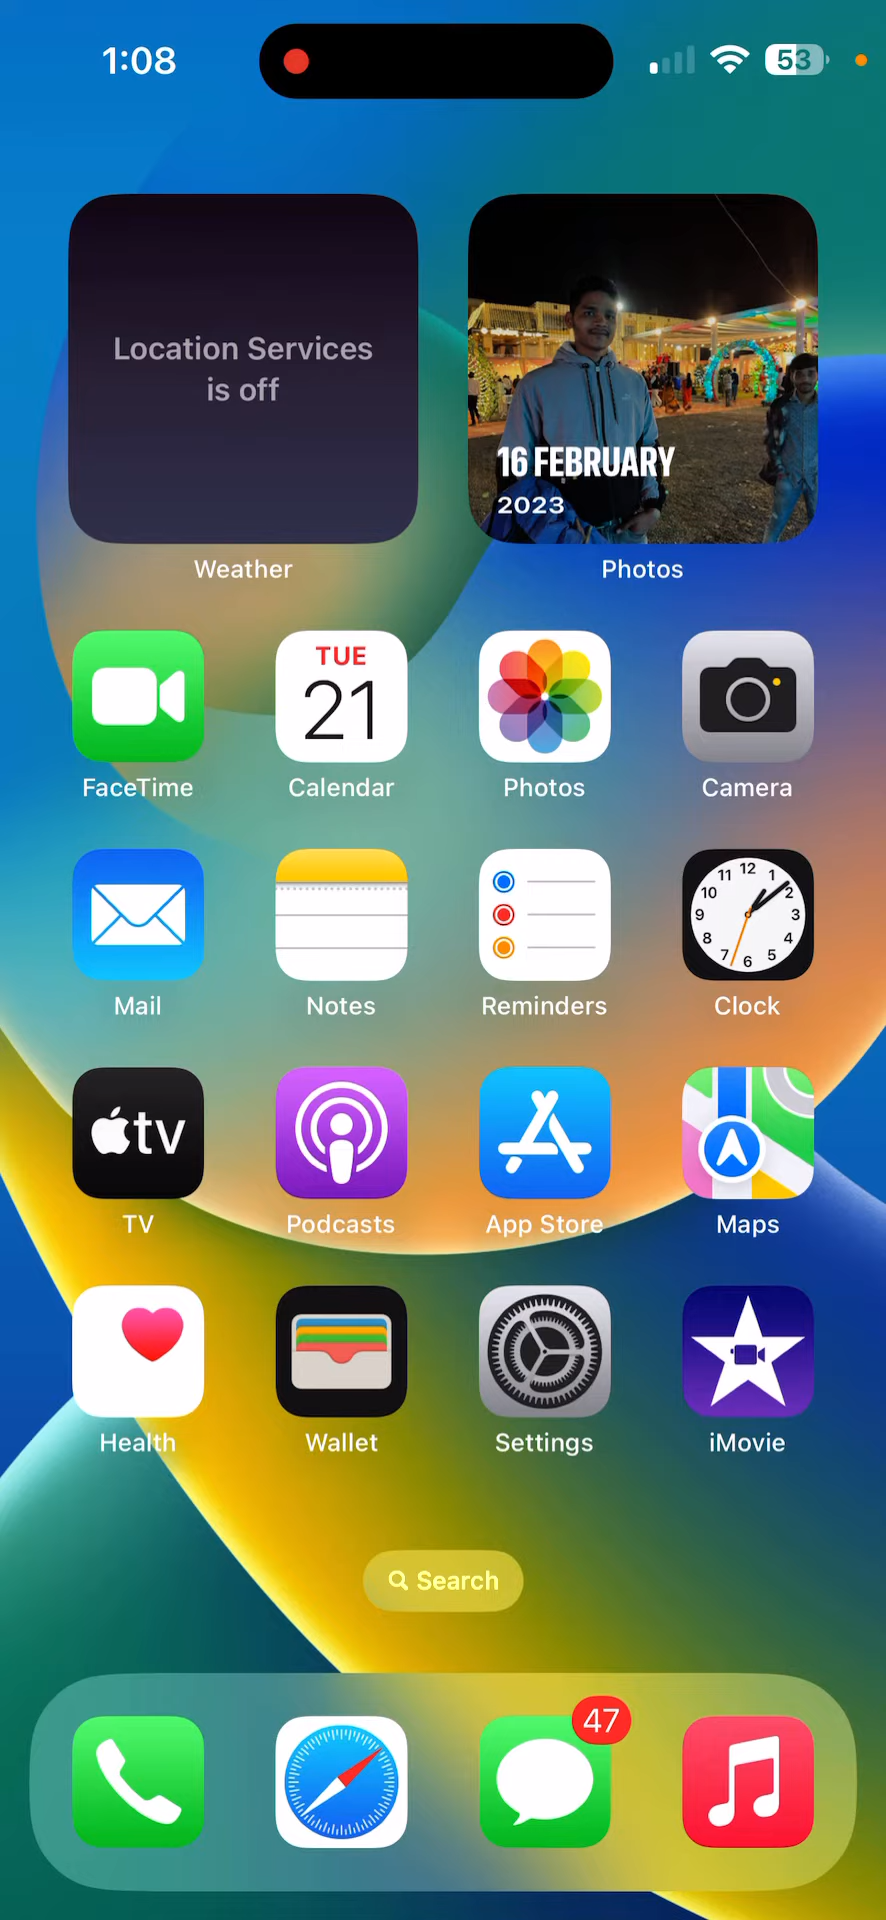 1:08
53
Location Services
is off
16 FEBRUARY
2023
Weather
Photos
TUE
21
FaceTime
Calendar
Photos
Camera
12
11
1
10
2
9
3
8
4
7
5
6
Mail
Notes
Reminders
Clock
tv
TV
Podcasts
App Store
Maps
Health
Wallet
Settings
iMovie
Search
47